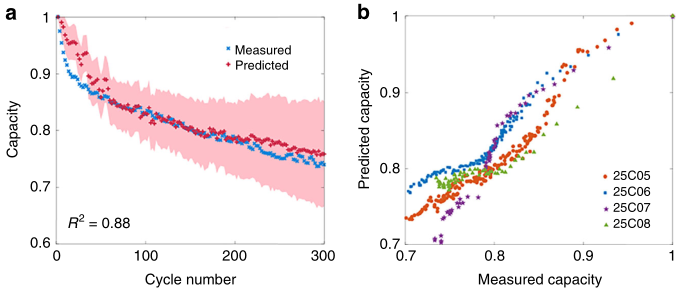 a
1
0.9
0.8
0.7
0.6
Capacity
Measured
Predicted
R² = 0.88
0
100
200
300
Cycle number
b
1
0.9
0.8
0.7
Predicted capacity
25C05
25C06
25C07
25C08
0.7
0.8
0.9
1
Measured capacity